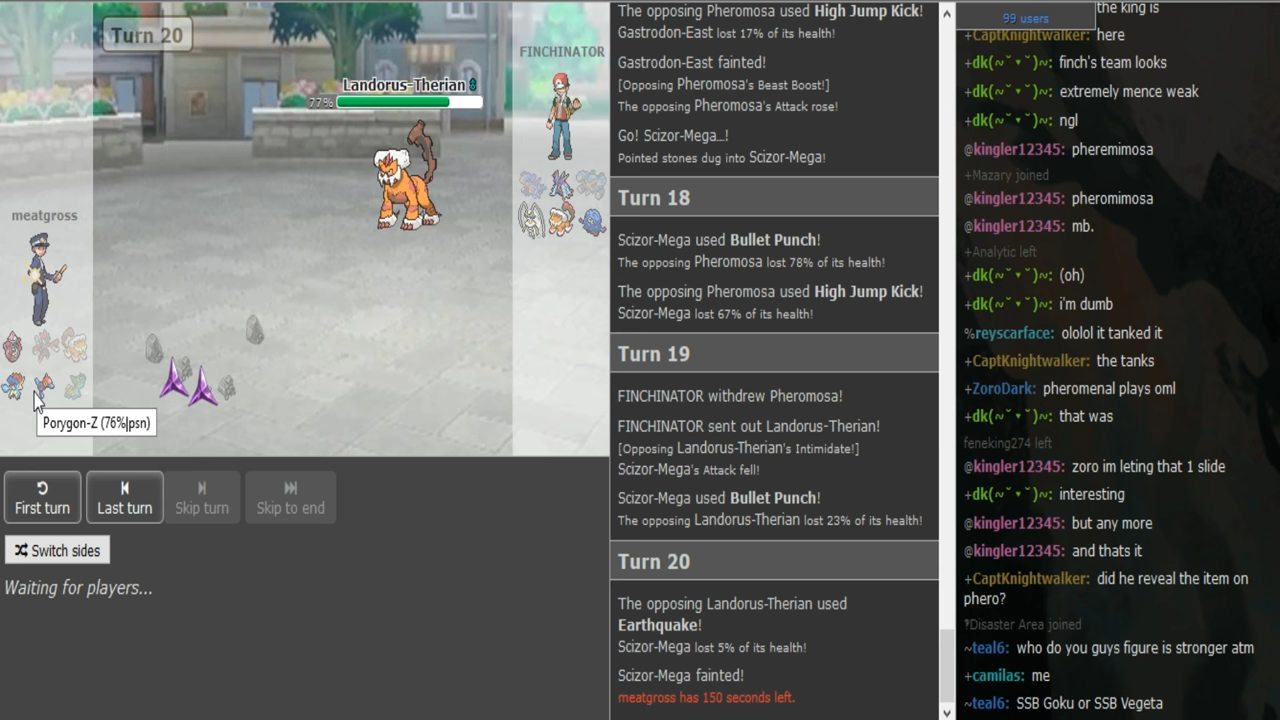 Turn 20
Landorus-Therian
77%
FINCHINATOR
meatgross
Porygon-Z (76%|psn)
First turn
Last turn
Skip turn
Skip to end
Switch sides
Waiting for players...
The opposing Pheromosa used High Jump Kick!
Gastrodon-East lost 17% of its health!
Gastrodon-East fainted!
[Opposing Pheromosa's Beast Boost!]
The opposing Pheromosa's Attack rose!
Go! Scizor-Mega...!
Pointed stones dug into Scizor-Mega!
Turn 18
Scizor-Mega used Bullet Punch!
The opposing Pheromosa lost 78% of its health!
The opposing Pheromosa used High Jump Kick!
Scizor-Mega lost 67% of its health!
Turn 19
FINCHINATOR withdrew Pheromosa!
FINCHINATOR sent out Landorus-Therian!
[Opposing Landorus-Therian's Intimidate!]
Scizor-Mega's Attack fell!
Scizor-Mega used Bullet Punch!
The opposing Landorus-Therian lost 23% of its health!
Turn 20
The opposing Landorus-Therian used
Earthquake!
Scizor-Mega lost 5% of its health!
Scizor-Mega fainted!
meatgross has 150 seconds left.
99 users
the king is
+CaptKnightwalker: here
+dk(~˘▾˘)~: finch's team looks
+dk(~˘▾˘)~: extremely mence weak
+dk(~˘▾˘)~: ngl
@kingler12345: pheremimosa
+Mazary joined
@kingler12345: pheromimosa
@kingler12345: mb.
+Analytic left
+dk(~˘▾˘)~: (oh)
+dk(~˘▾˘)~: i'm dumb
%reyscarface: ololol it tanked it
+CaptKnightwalker: the tanks
+ZoroDark: pheromenal plays oml
+dk(~˘▾˘)~: that was
feneking274 left
@kingler12345: zoro im leting that 1 slide
+dk(~˘▾˘)~: interesting
@kingler12345: but any more
@kingler12345: and thats it
+CaptKnightwalker: did he reveal the item on
phero?
‽Disaster Area joined
~teal6: who do you guys figure is stronger atm
+camilas: me
~teal6: SSB Goku or SSB Vegeta